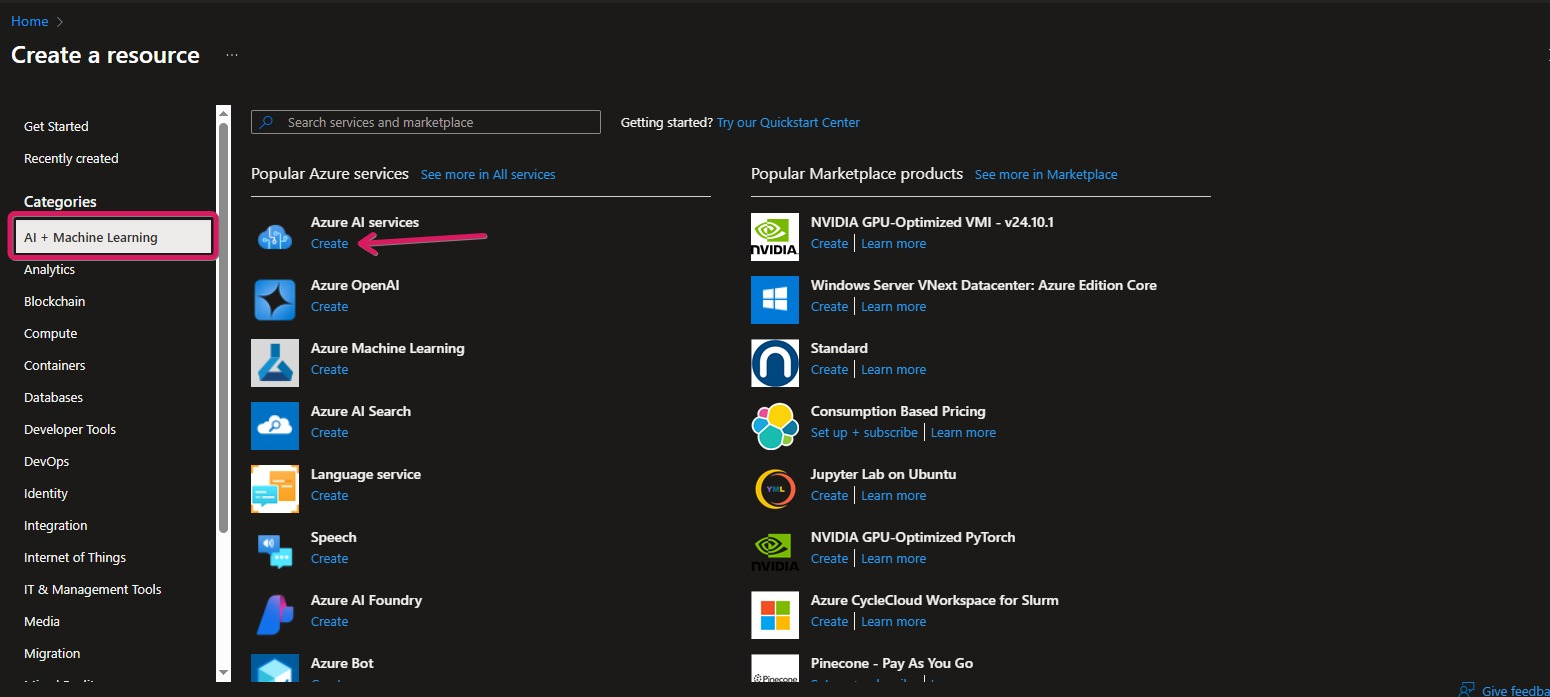 Home >
Create a resource ...
Get Started
Recently created
Categories
AI + Machine Learning
Analytics
Blockchain
Compute
Containers
Databases
Developer Tools
DevOps
Identity
Integration
Internet of Things
IT & Management Tools
Media
Migration
Search services and marketplace
Getting started? Try our Quickstart Center
Popular Azure services See more in All services
Azure AI services
Create
Azure OpenAI
Create
Azure Machine Learning
Create
Azure AI Search
Create
Language service
Create
Speech
Create
Azure AI Foundry
Create
Azure Bot
Popular Marketplace products See more in Marketplace
NVIDIA
NVIDIA GPU-Optimized VMI - v24.10.1
Create | Learn more
Windows Server VNext Datacenter: Azure Edition Core
Create | Learn more
Standard
Create | Learn more
Consumption Based Pricing
Set up + subscribe | Learn more
YML
Jupyter Lab on Ubuntu
Create | Learn more
NVIDIA
NVIDIA GPU-Optimized PyTorch
Create | Learn more
Azure CycleCloud Workspace for Slurm
Create | Learn more
Pinecone
Pinecone - Pay As You Go
Give feedba